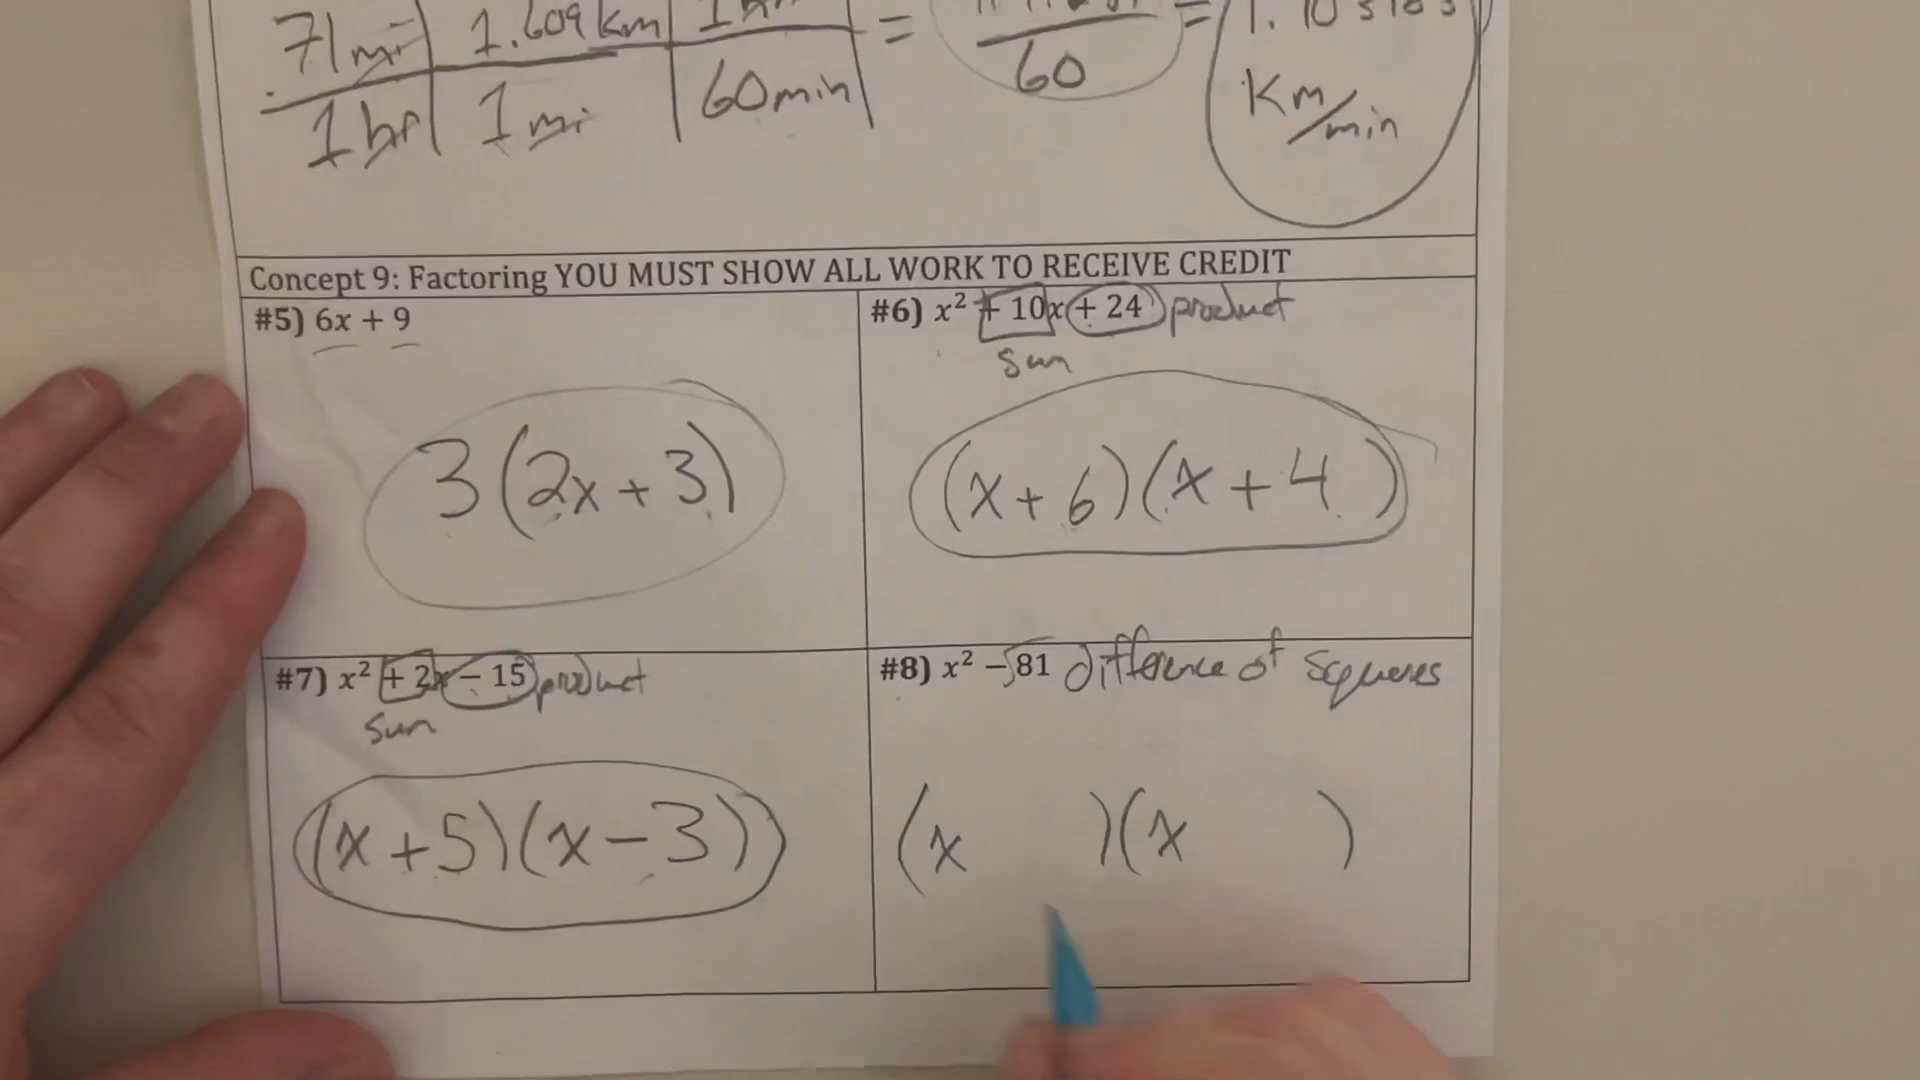 71 mi | 1.609 km | = =
1 hr | 1 mi | 60 min | 60 km/min
Concept 9: Factoring YOU MUST SHOW ALL WORK TO RECEIVE CREDIT
#5) 6x + 9
3(2x + 3)
#6) x² + 10x + 24 product
sum
(x + 6)(x + 4)
#7) x² + 2x − 15 product
sum
(x + 5)(x − 3)
#8) x² − 81 difference of squares
(x )(x )